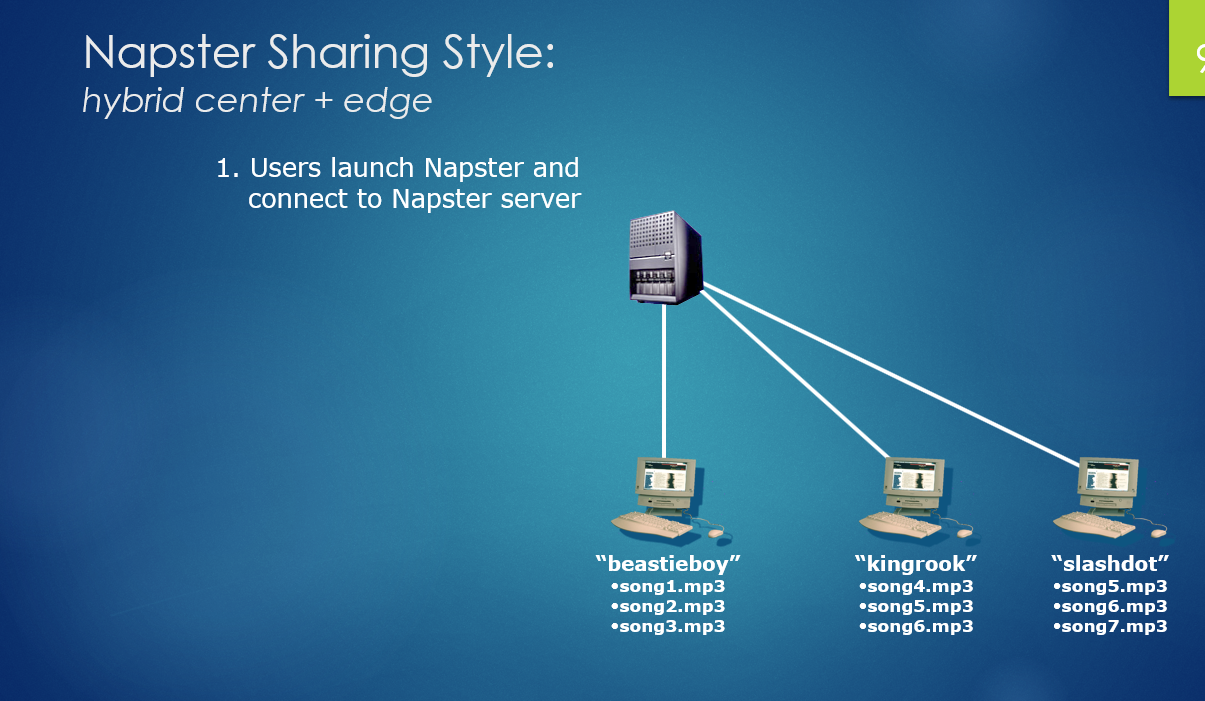 Napster Sharing Style:
hybrid center + edge
9
1. Users launch Napster and
connect to Napster server
“beastieboy”
•song1.mp3
•song2.mp3
•song3.mp3
“kingrook”
•song4.mp3
•song5.mp3
•song6.mp3
“slashdot”
•song5.mp3
•song6.mp3
•song7.mp3